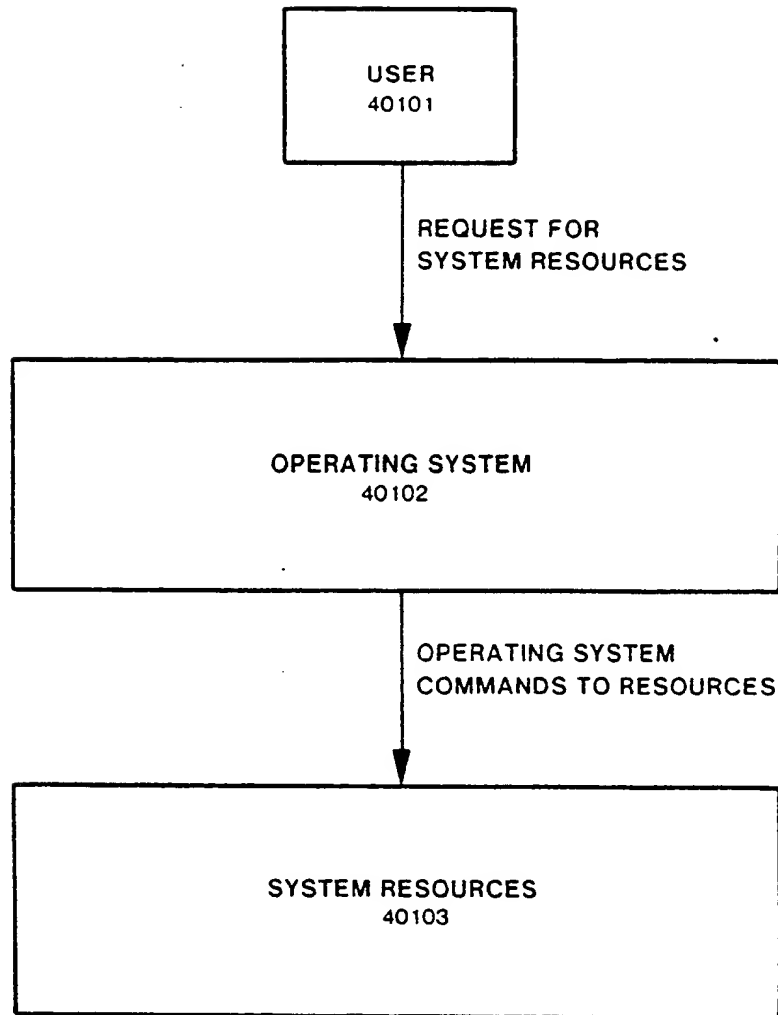 USER
40101
REQUEST FOR
SYSTEM RESOURCES
OPERATING SYSTEM
40102
OPERATING SYSTEM
COMMANDS TO RESOURCES
SYSTEM RESOURCES
40103